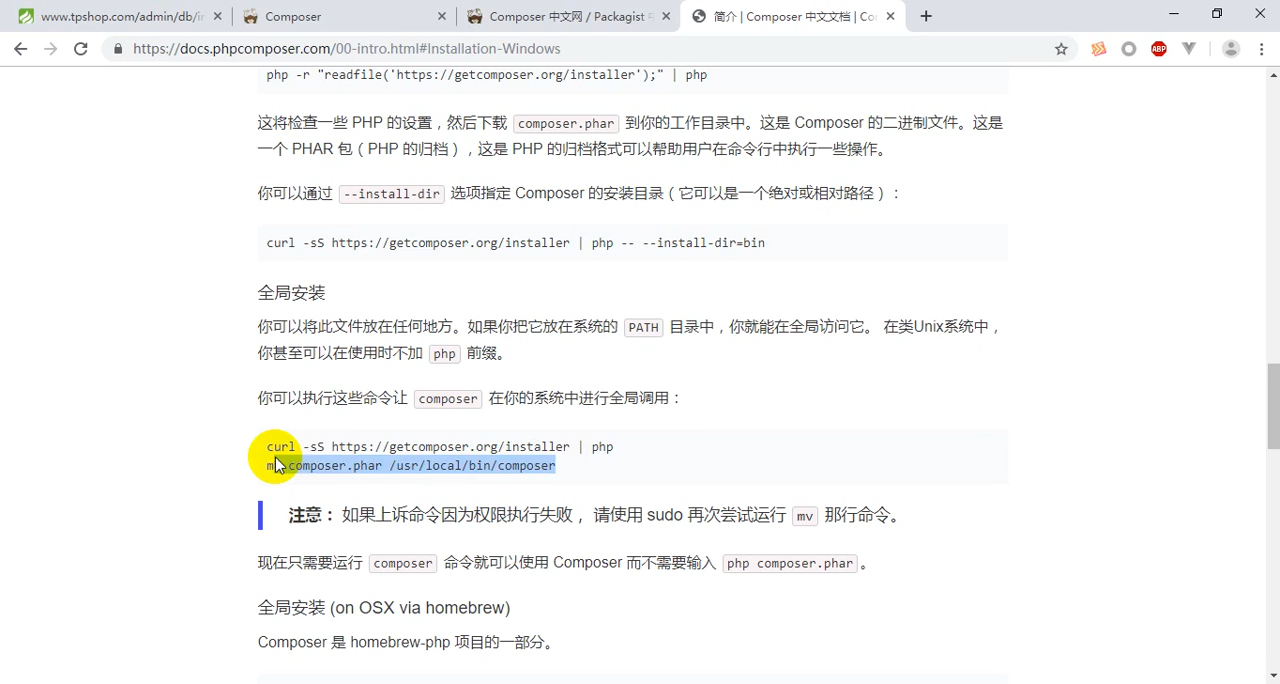 www.tpshop.com/admin/db/in
Composer
Composer 中文网 / Packagist
简介 | Composer 中文文档 | Co
https://docs.phpcomposer.com/00-intro.html#Installation-Windows
ABP
php -r "readfile('https://getcomposer.org/installer');" | php
这将检查一些 PHP 的设置，然后下载 composer.phar 到你的工作目录中。这是 Composer 的二进制文件。这是
一个 PHAR 包（PHP 的归档），这是 PHP 的归档格式可以帮助用户在命令行中执行一些操作。
你可以通过 --install-dir 选项指定 Composer 的安装目录（它可以是一个绝对或相对路径）：
curl -sS https://getcomposer.org/installer | php -- --install-dir=bin
全局安装
你可以将此文件放在任何地方。如果你把它放在系统的 PATH 目录中，你就能在全局访问它。 在类Unix系统中，
你甚至可以在使用时不加 php 前缀。
你可以执行这些命令让 composer 在你的系统中进行全局调用：
curl -sS https://getcomposer.org/installer | php
composer.phar /usr/local/bin/composer
注意： 如果上诉命令因为权限执行失败， 请使用 sudo 再次尝试运行 mv 那行命令。
现在只需要运行 composer 命令就可以使用 Composer 而不需要输入 php composer.phar 。
全局安装 (on OSX via homebrew)
Composer 是 homebrew-php 项目的一部分。